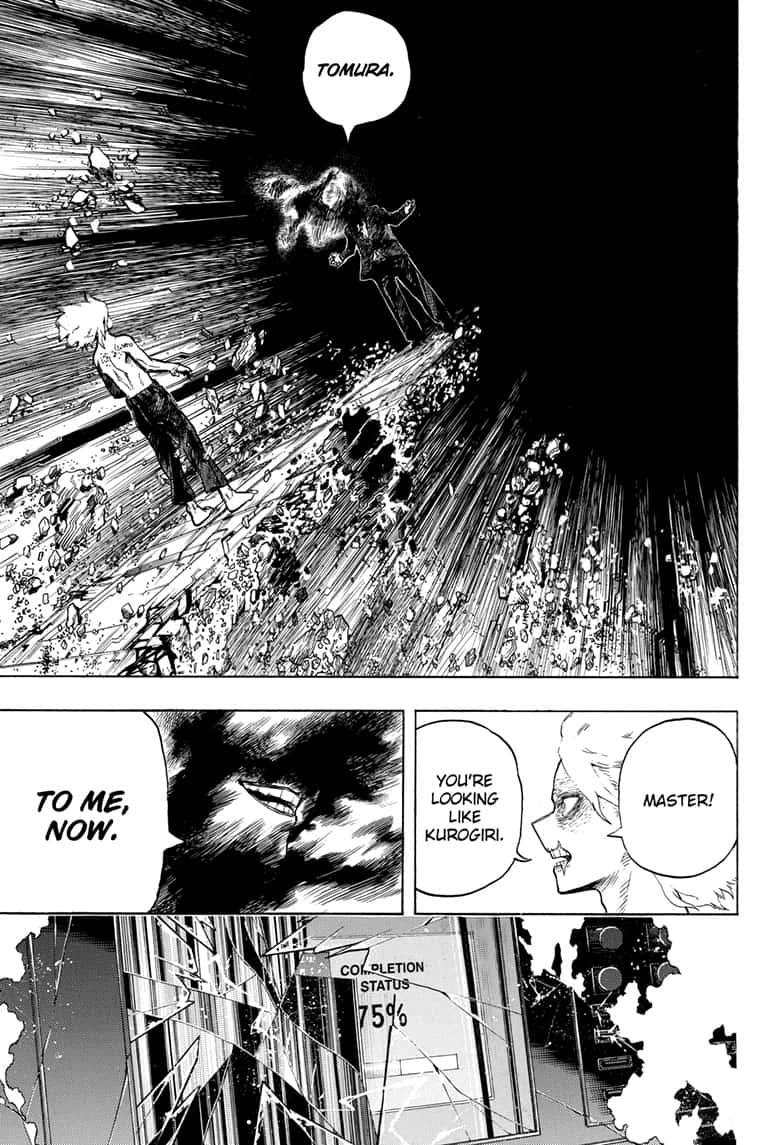 TOMURA.
MASTER!
YOU'RE
LOOKING
LIKE
KUROGIRI.
TO ME,
NOW.
COMPLETION
STATUS
75%